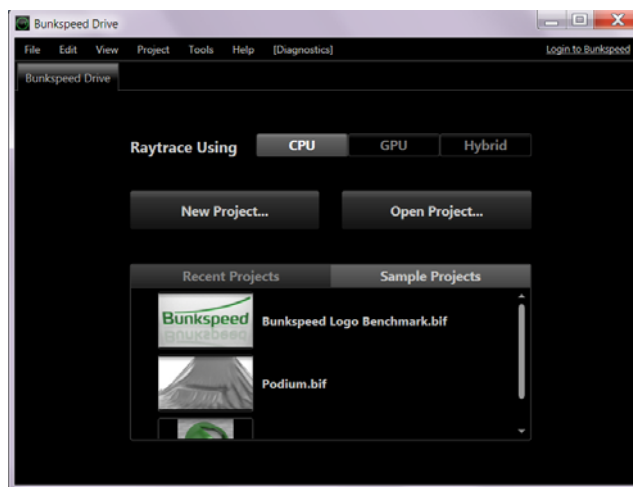 Bunkspeed Drive
File Edit View Project Tools Help [Diagnostics] Login to Bunkspeed
Bunkspeed Drive
Raytrace Using CPU GPU Hybrid
New Project... Open Project...
Recent Projects Sample Projects
Bunkspeed
Bunkspeed Logo Benchmark.bif
Podium.bif